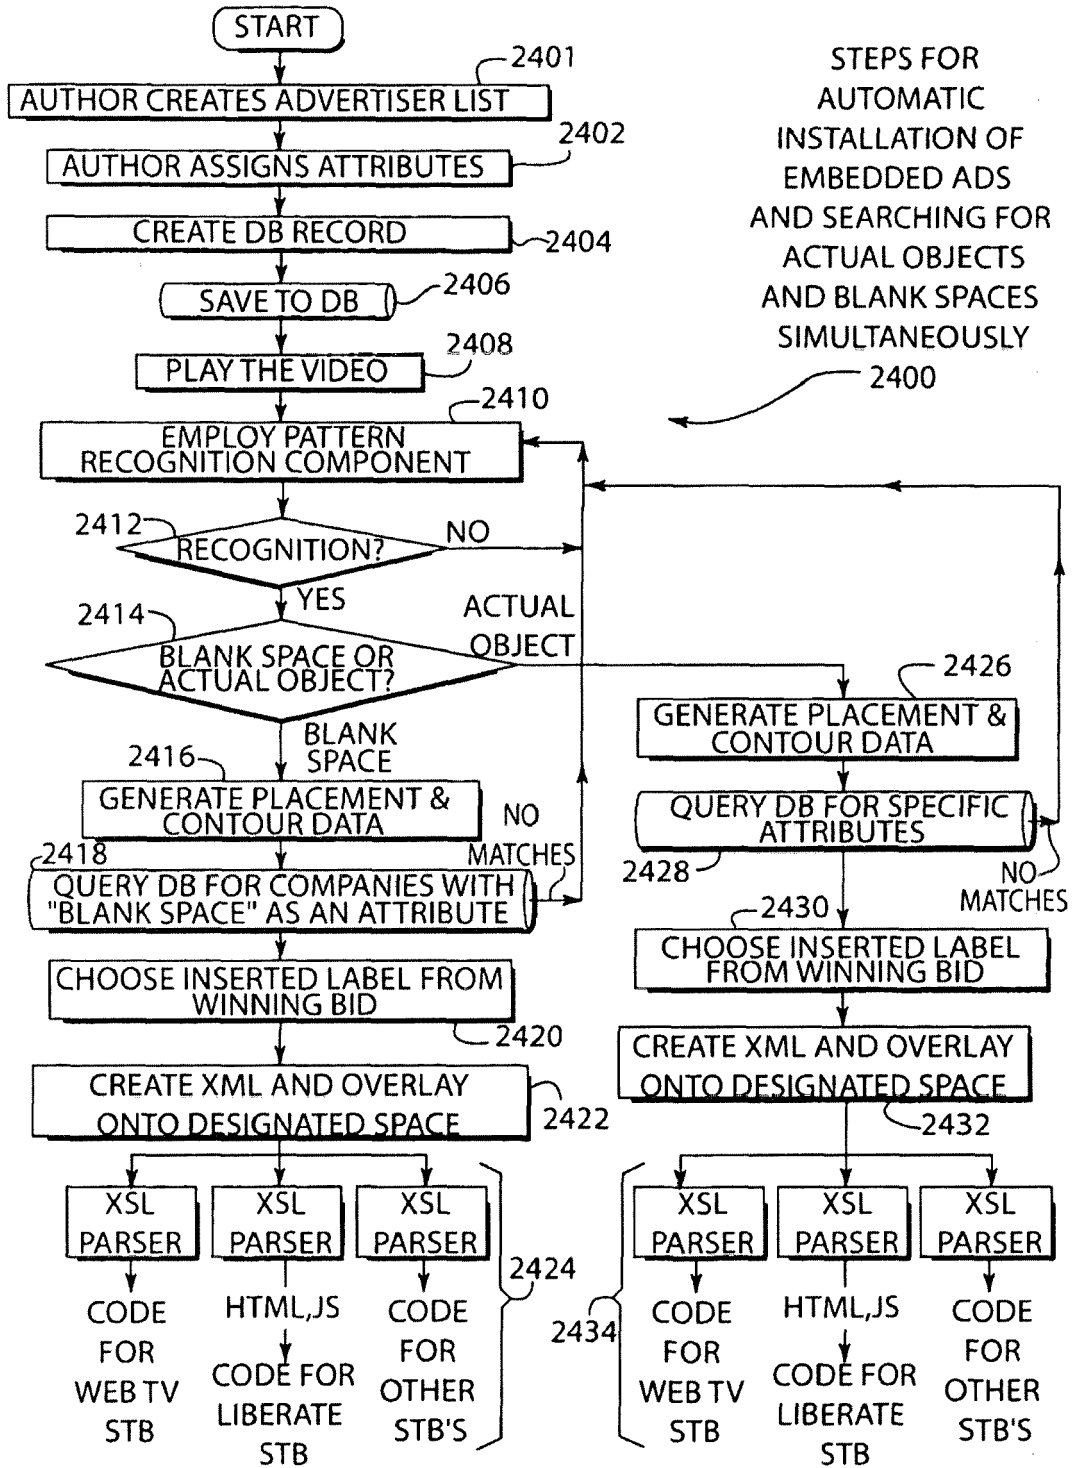 START
2401
AUTHOR CREATES ADVERTISER LIST
2402
AUTHOR ASSIGNS ATTRIBUTES
CREATE DB RECORD
2404
SAVE TO DB
2406
2408
PLAY THE VIDEO
2410
EMPLOY PATTERN
RECOGNITION COMPONENT
STEPS FOR
AUTOMATIC
INSTALLATION OF
EMBEDDED ADS
AND SEARCHING FOR
ACTUAL OBJECTS
AND BLANK SPACES
SIMULTANEOUSLY
2400
2412
RECOGNITION?
NO
YES
2414
BLANK SPACE OR
ACTUAL OBJECT?
ACTUAL
OBJECT
BLANK
SPACE
2416
GENERATE PLACEMENT &
CONTOUR DATA
NO
MATCHES
2418
QUERY DB FOR COMPANIES WITH
"BLANK SPACE" AS AN ATTRIBUTE
CHOOSE INSERTED LABEL FROM
WINNING BID
2420
CREATE XML AND OVERLAY
ONTO DESIGNATED SPACE
2422
XSL
PARSER
XSL
PARSER
XSL
PARSER
2424
CODE
FOR
WEB TV
STB
HTML,JS
CODE FOR
LIBERATE
STB
CODE
FOR
OTHER
STB'S
2426
GENERATE PLACEMENT &
CONTOUR DATA
QUERY DB FOR SPECIFIC
ATTRIBUTES
2428
NO
MATCHES
2430
CHOOSE INSERTED LABEL
FROM WINNING BID
CREATE XML AND OVERLAY
ONTO DESIGNATED SPACE
2432
XSL
PARSER
XSL
PARSER
XSL
PARSER
2434
CODE
FOR
WEB TV
STB
HTML,JS
CODE FOR
LIBERATE
STB
CODE
FOR
OTHER
STB'S